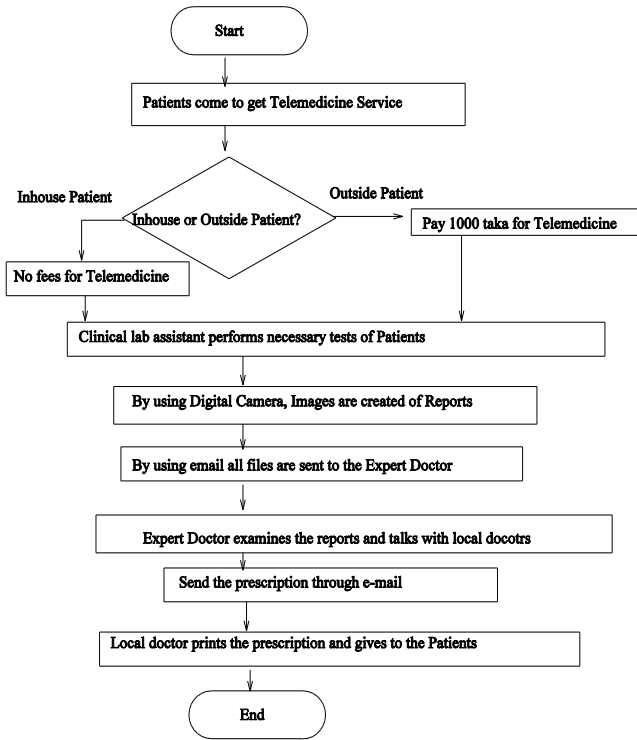 Start
Patients come to get Telemedicine Service
Inhouse Patient
Outside Patient
Inhouse or Outside Patient?
Pay 1000 taka for Telemedicine
No fees for Telemedicine
Clinical lab assistant performs necessary tests of Patients
By using Digital Camera, Images are created of Reports
By using email all files are sent to the Expert Doctor
Expert Doctor examines the reports and talks with local docotrs
Send the prescription through e-mail
Local doctor prints the prescription and gives to the Patients
End